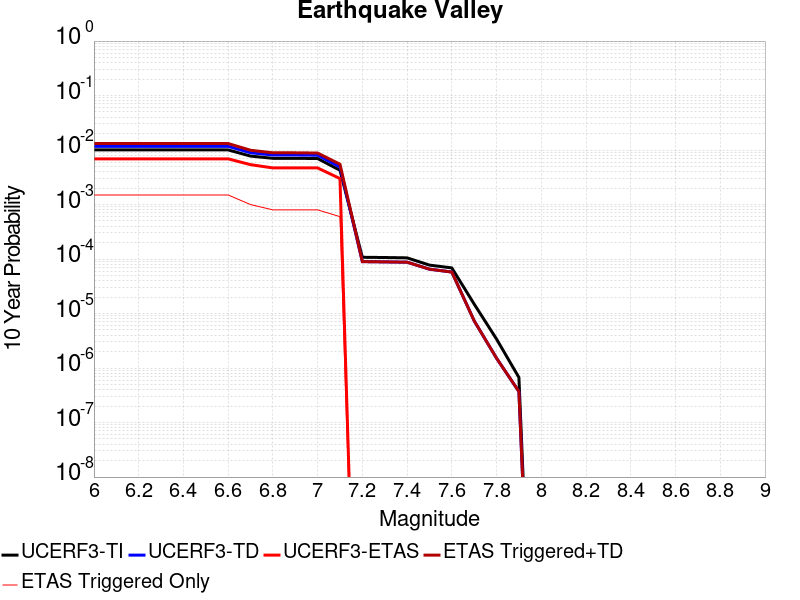 Earthquake Valley
10^0
10^-1
10^-2
10^-3
10^-4
10^-5
10^-6
10^-7
10^-8
10 Year Probability
6 6.2 6.4 6.6 6.8 7 7.2 7.4 7.6 7.8 8 8.2 8.4 8.6 8.8 9
Magnitude
UCERF3-TI UCERF3-TD UCERF3-ETAS ETAS Triggered+TD
ETAS Triggered Only